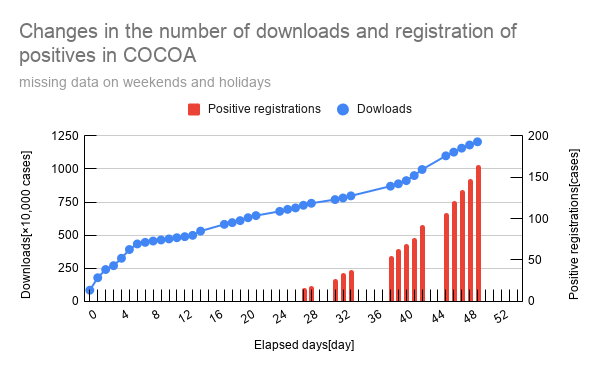 Changes in the number of downloads and registration of
positives in COCOA
missing data on weekends and holidays
Positive registrations
Dowloads
1250
1000
750
500
250
0
200
150
100
50
0
Downloads[×10,000 cases]
Positive registrations[cases]
0 4 8 12 16 20 24 28 32 36 40 44 48 52
Elapsed days[day]